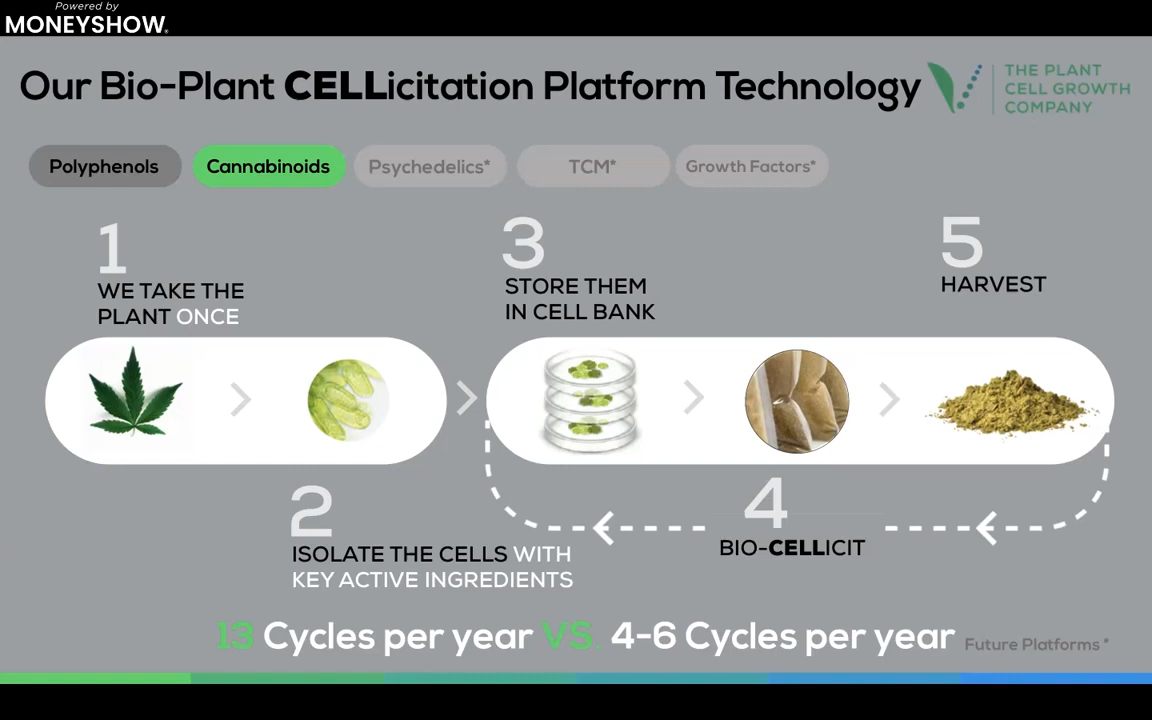 Powered by
MONEYSHOW®
Our Bio-Plant CELLicitation Platform Technology
THE PLANT
CELL GROWTH
COMPANY
Polyphenols
Cannabinoids
Psychedelics*
TCM*
Growth Factors*
1
WE TAKE THE
PLANT ONCE
2
ISOLATE THE CELLS WITH
KEY ACTIVE INGREDIENTS
3
STORE THEM
IN CELL BANK
4
BIO-CELLICIT
5
HARVEST
13 Cycles per year VS. 4-6 Cycles per year
Future Platforms *